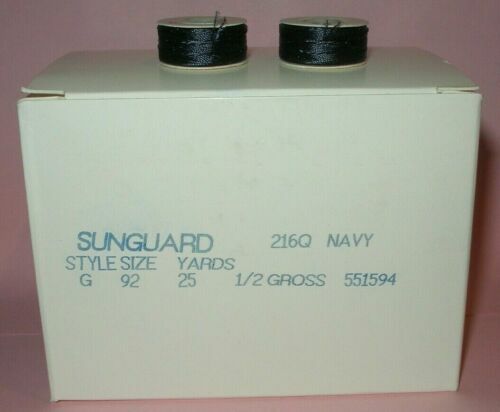 SUNGUARD 216Q NAVY
STYLE SIZE YARDS
G 92 25 1/2 GROSS 551594